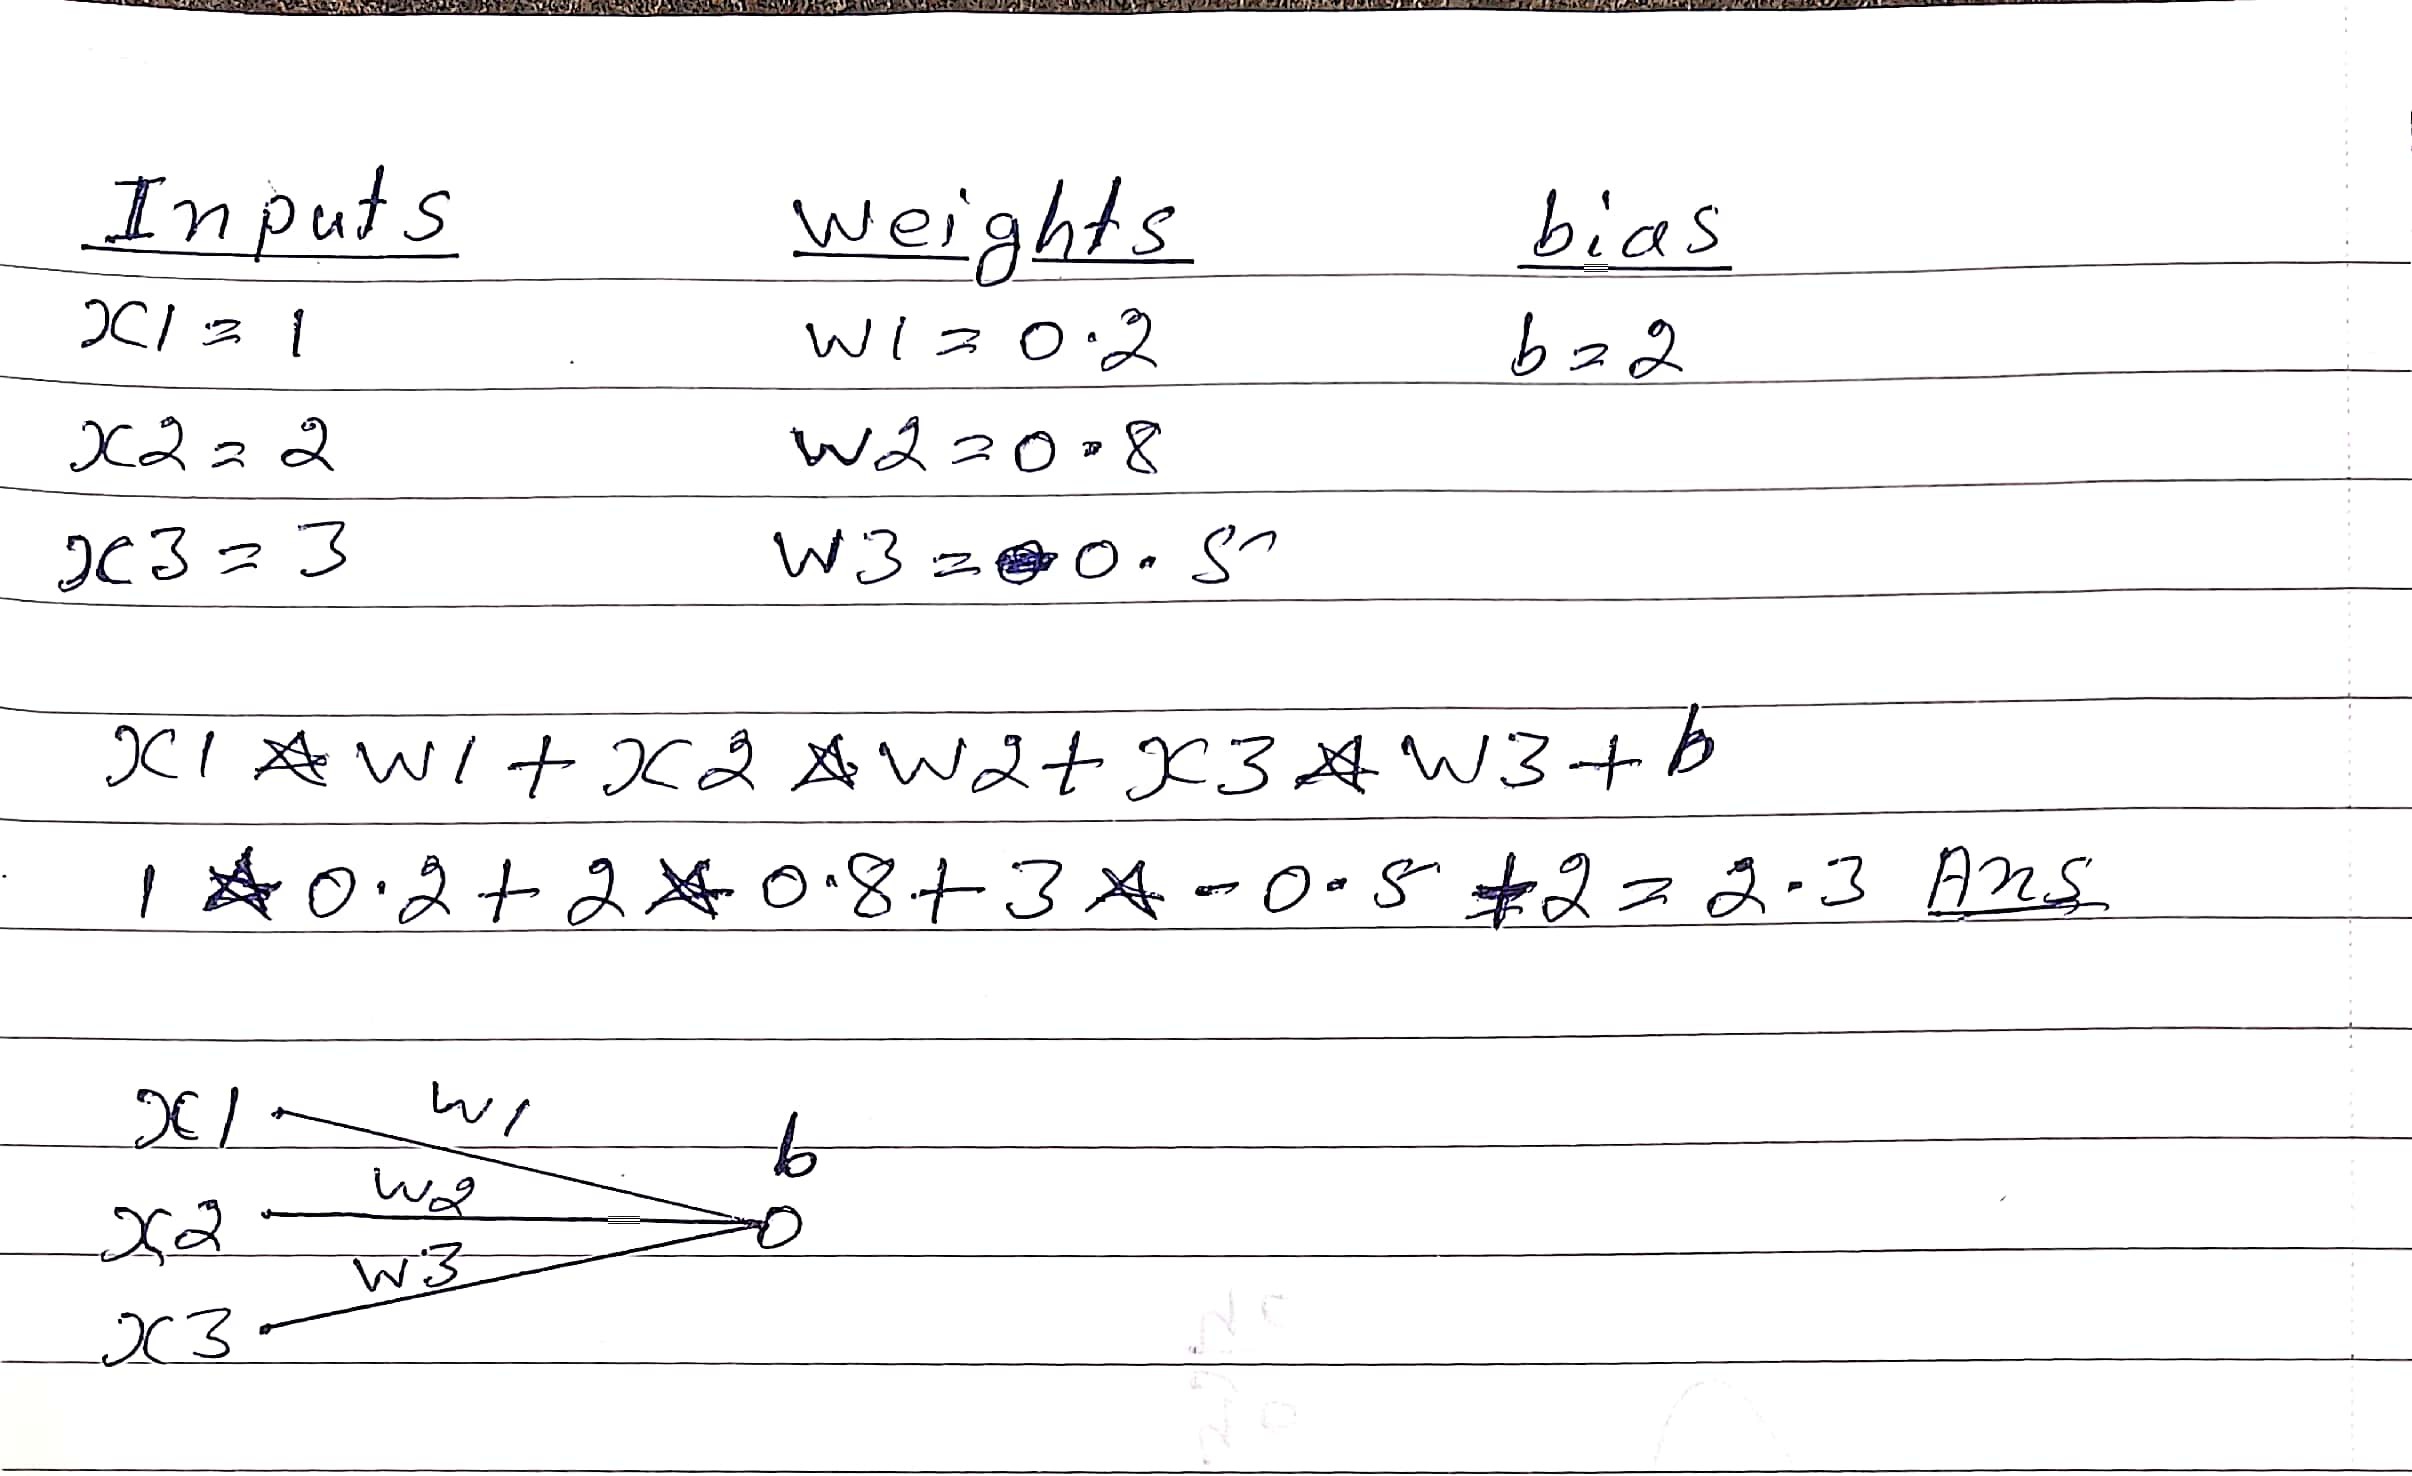 Inputs weights bias
x1 = 1 w1 = 0.2 b = 2
x2 = 2 w2 = 0.8
x3 = 3 w3 = 0.5
x1 * w1 + x2 * w2 + x3 * w3 + b
1 * 0.2 + 2 * 0.8 + 3 * - 0.5 + 2 = 2.3 Ans
x1 w1
b
w2
x2
w3
x3